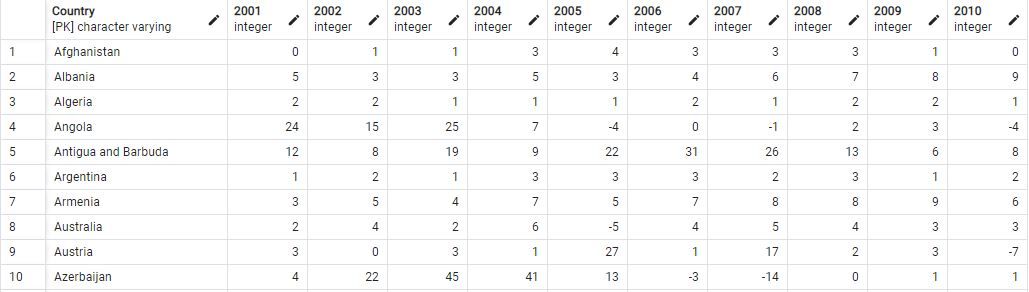 Country 2001 2002 2003 2004 2005 2006 2007 2008 2009 2010
[PK] character varying integer integer integer integer integer integer integer integer integer integer
1 Afghanistan 0 1 1 3 4 3 3 3 1 0
2 Albania 5 3 3 5 3 4 6 7 8 9
3 Algeria 2 2 1 1 1 2 1 2 2 1
4 Angola 24 15 25 7 -4 0 -1 2 3 -4
5 Antigua and Barbuda 12 8 19 9 22 31 26 13 6 8
6 Argentina 1 2 1 3 3 3 2 3 1 2
7 Armenia 3 5 4 7 5 7 8 8 9 6
8 Australia 2 4 2 6 -5 4 5 4 3 3
9 Austria 3 0 3 1 27 1 17 2 3 -7
10 Azerbaijan 4 22 45 41 13 -3 -14 0 1 1